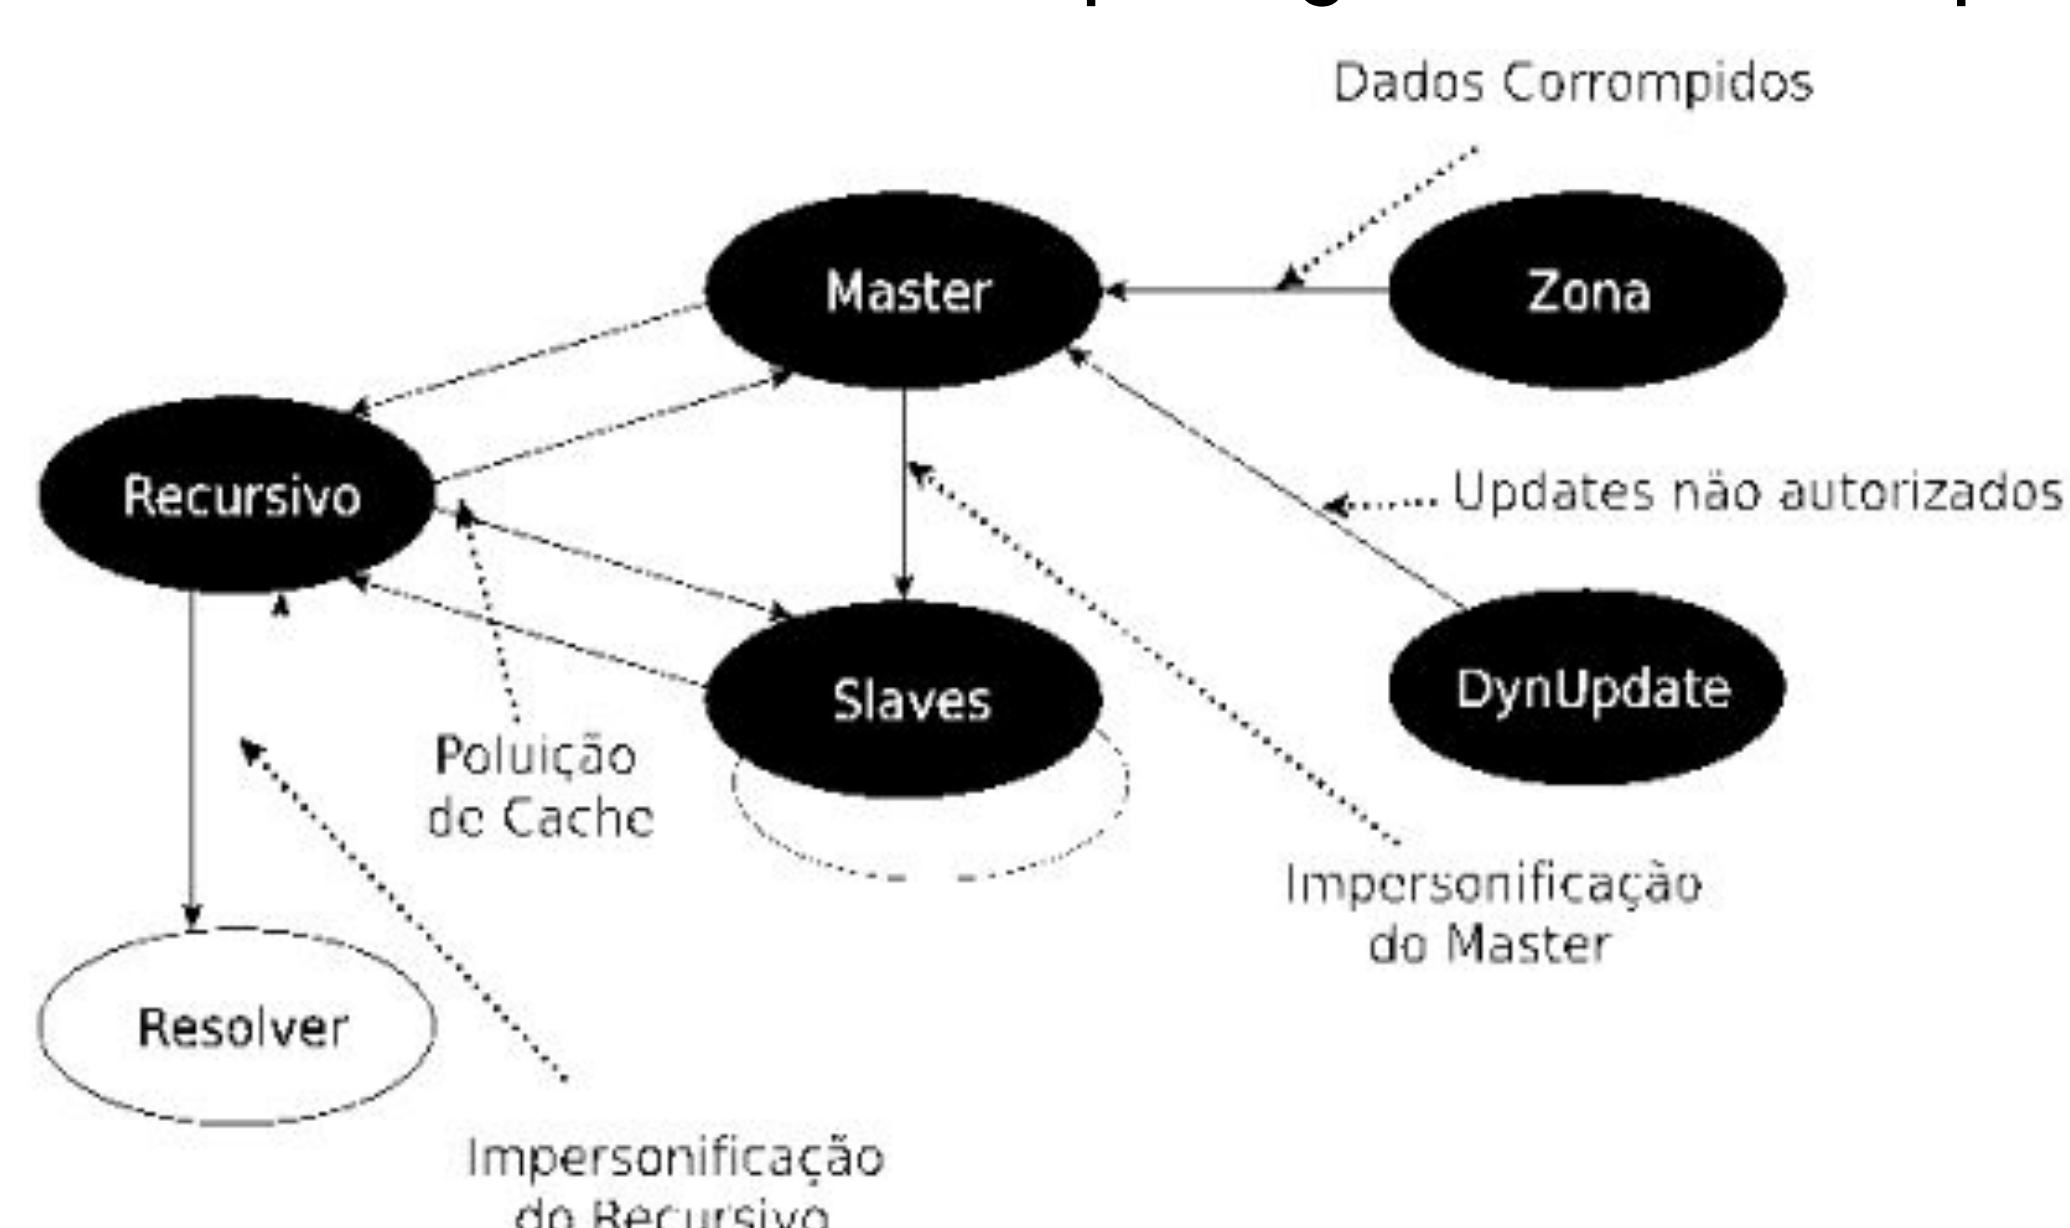 Dados Corrompidos
Master
Zona
Recursivo
Updates não autorizados
Slaves
DynUpdate
Poluição
de Cache
Impersonificação
do Master
Resolver
Impersonificação
do Recursivo